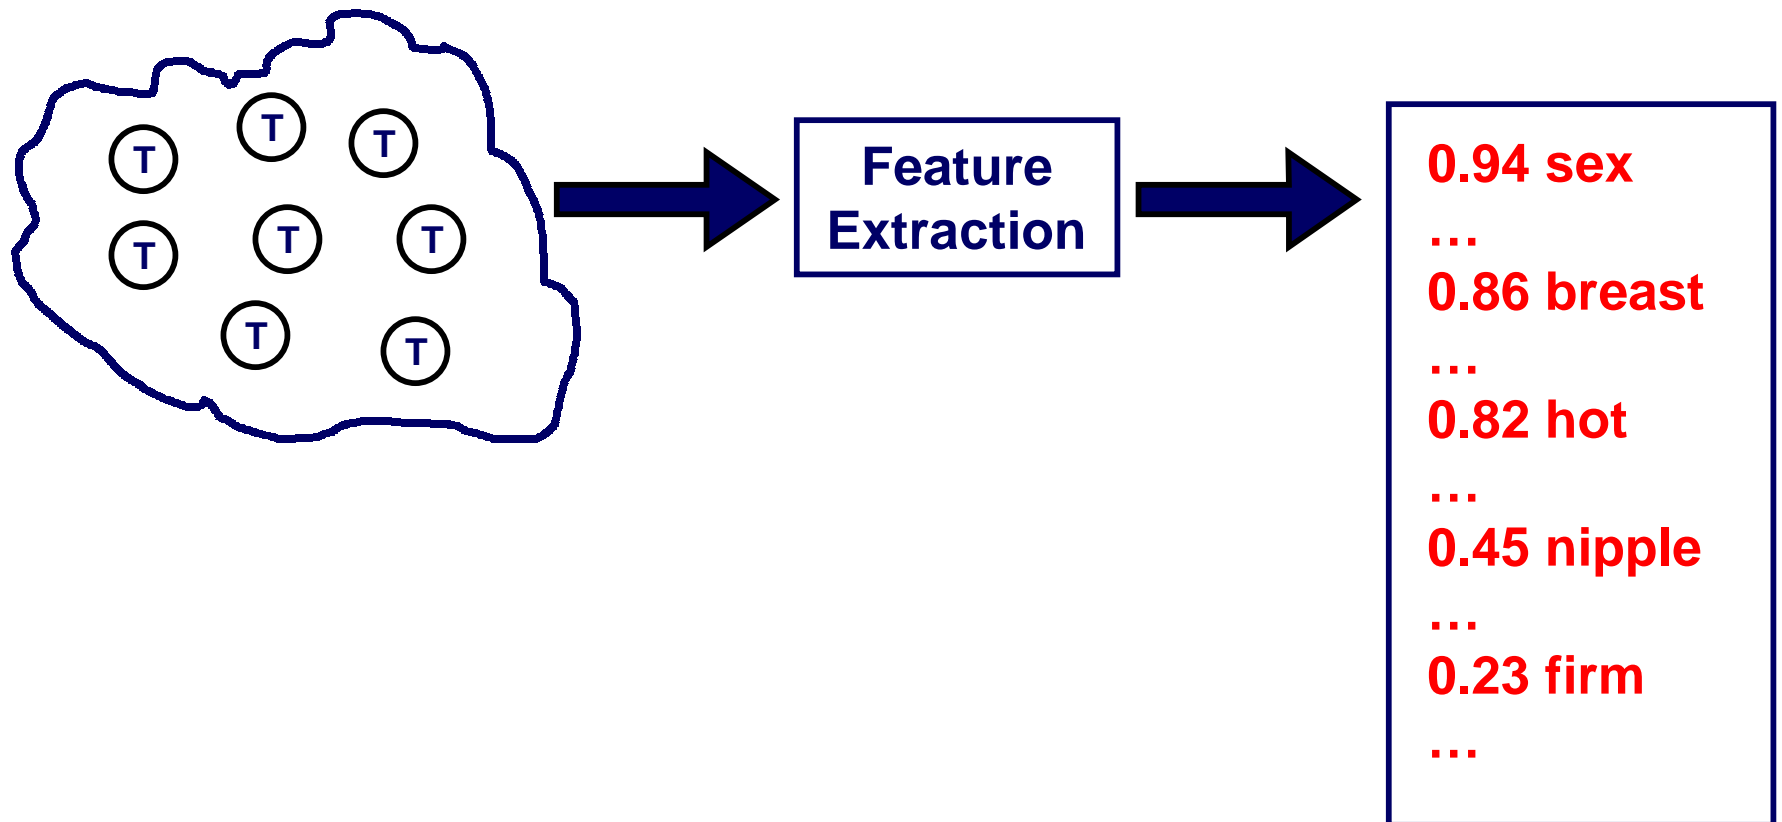 T
T
T
T
T
T
T
T
Feature
Extraction
0.94 sex
…
0.86 breast
…
0.82 hot
…
0.45 nipple
…
0.23 firm
…